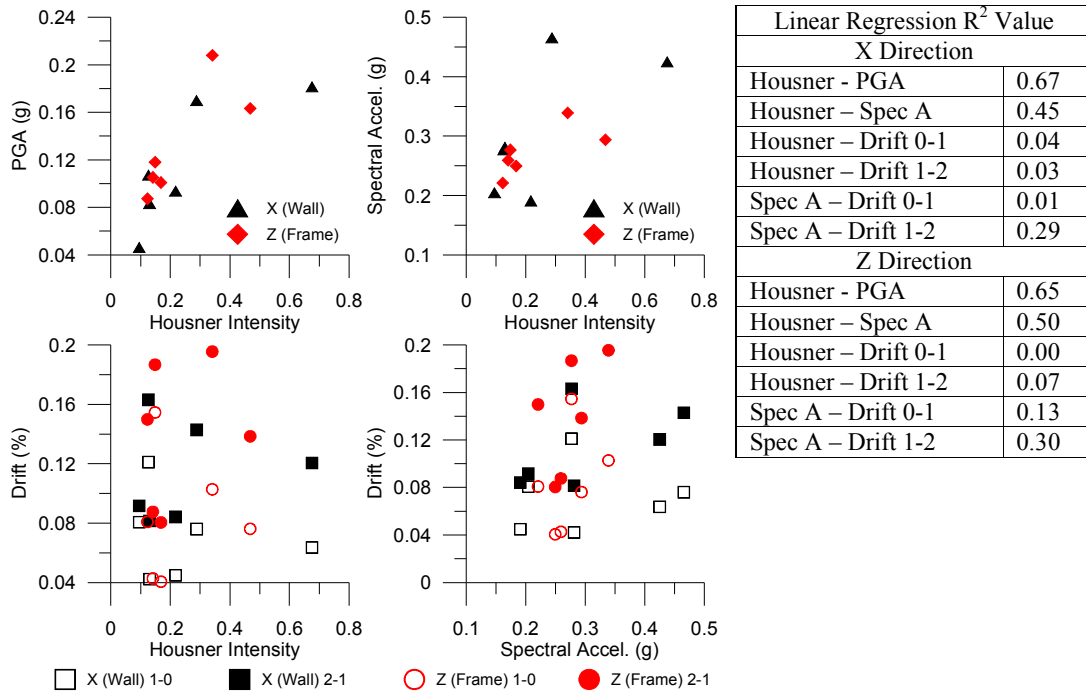 0.24
0.2
0.16
0.12
0.08
0.04
PGA (g)
0 0.2 0.4 0.6 0.8
Housner Intensity
X (Wall)
Z (Frame)
0.5
0.4
0.3
0.2
0.1
Spectral Accel. (g)
0 0.2 0.4 0.6 0.8
Housner Intensity
X (Wall)
Z (Frame)
0.2
0.16
0.12
0.08
0.04
Drift (%)
0 0.2 0.4 0.6 0.8
Housner Intensity
0.2
0.16
0.12
0.08
0.04
0
Drift (%)
0.1 0.2 0.3 0.4 0.5
Spectral Accel. (g)
X (Wall) 1-0 X (Wall) 2-1 Z (Frame) 1-0 Z (Frame) 2-1
Linear Regression R² Value
X Direction
Housner - PGA 0.67
Housner – Spec A 0.45
Housner – Drift 0-1 0.04
Housner – Drift 1-2 0.03
Spec A – Drift 0-1 0.01
Spec A – Drift 1-2 0.29
Z Direction
Housner - PGA 0.65
Housner – Spec A 0.50
Housner – Drift 0-1 0.00
Housner – Drift 1-2 0.07
Spec A – Drift 0-1 0.13
Spec A – Drift 1-2 0.30